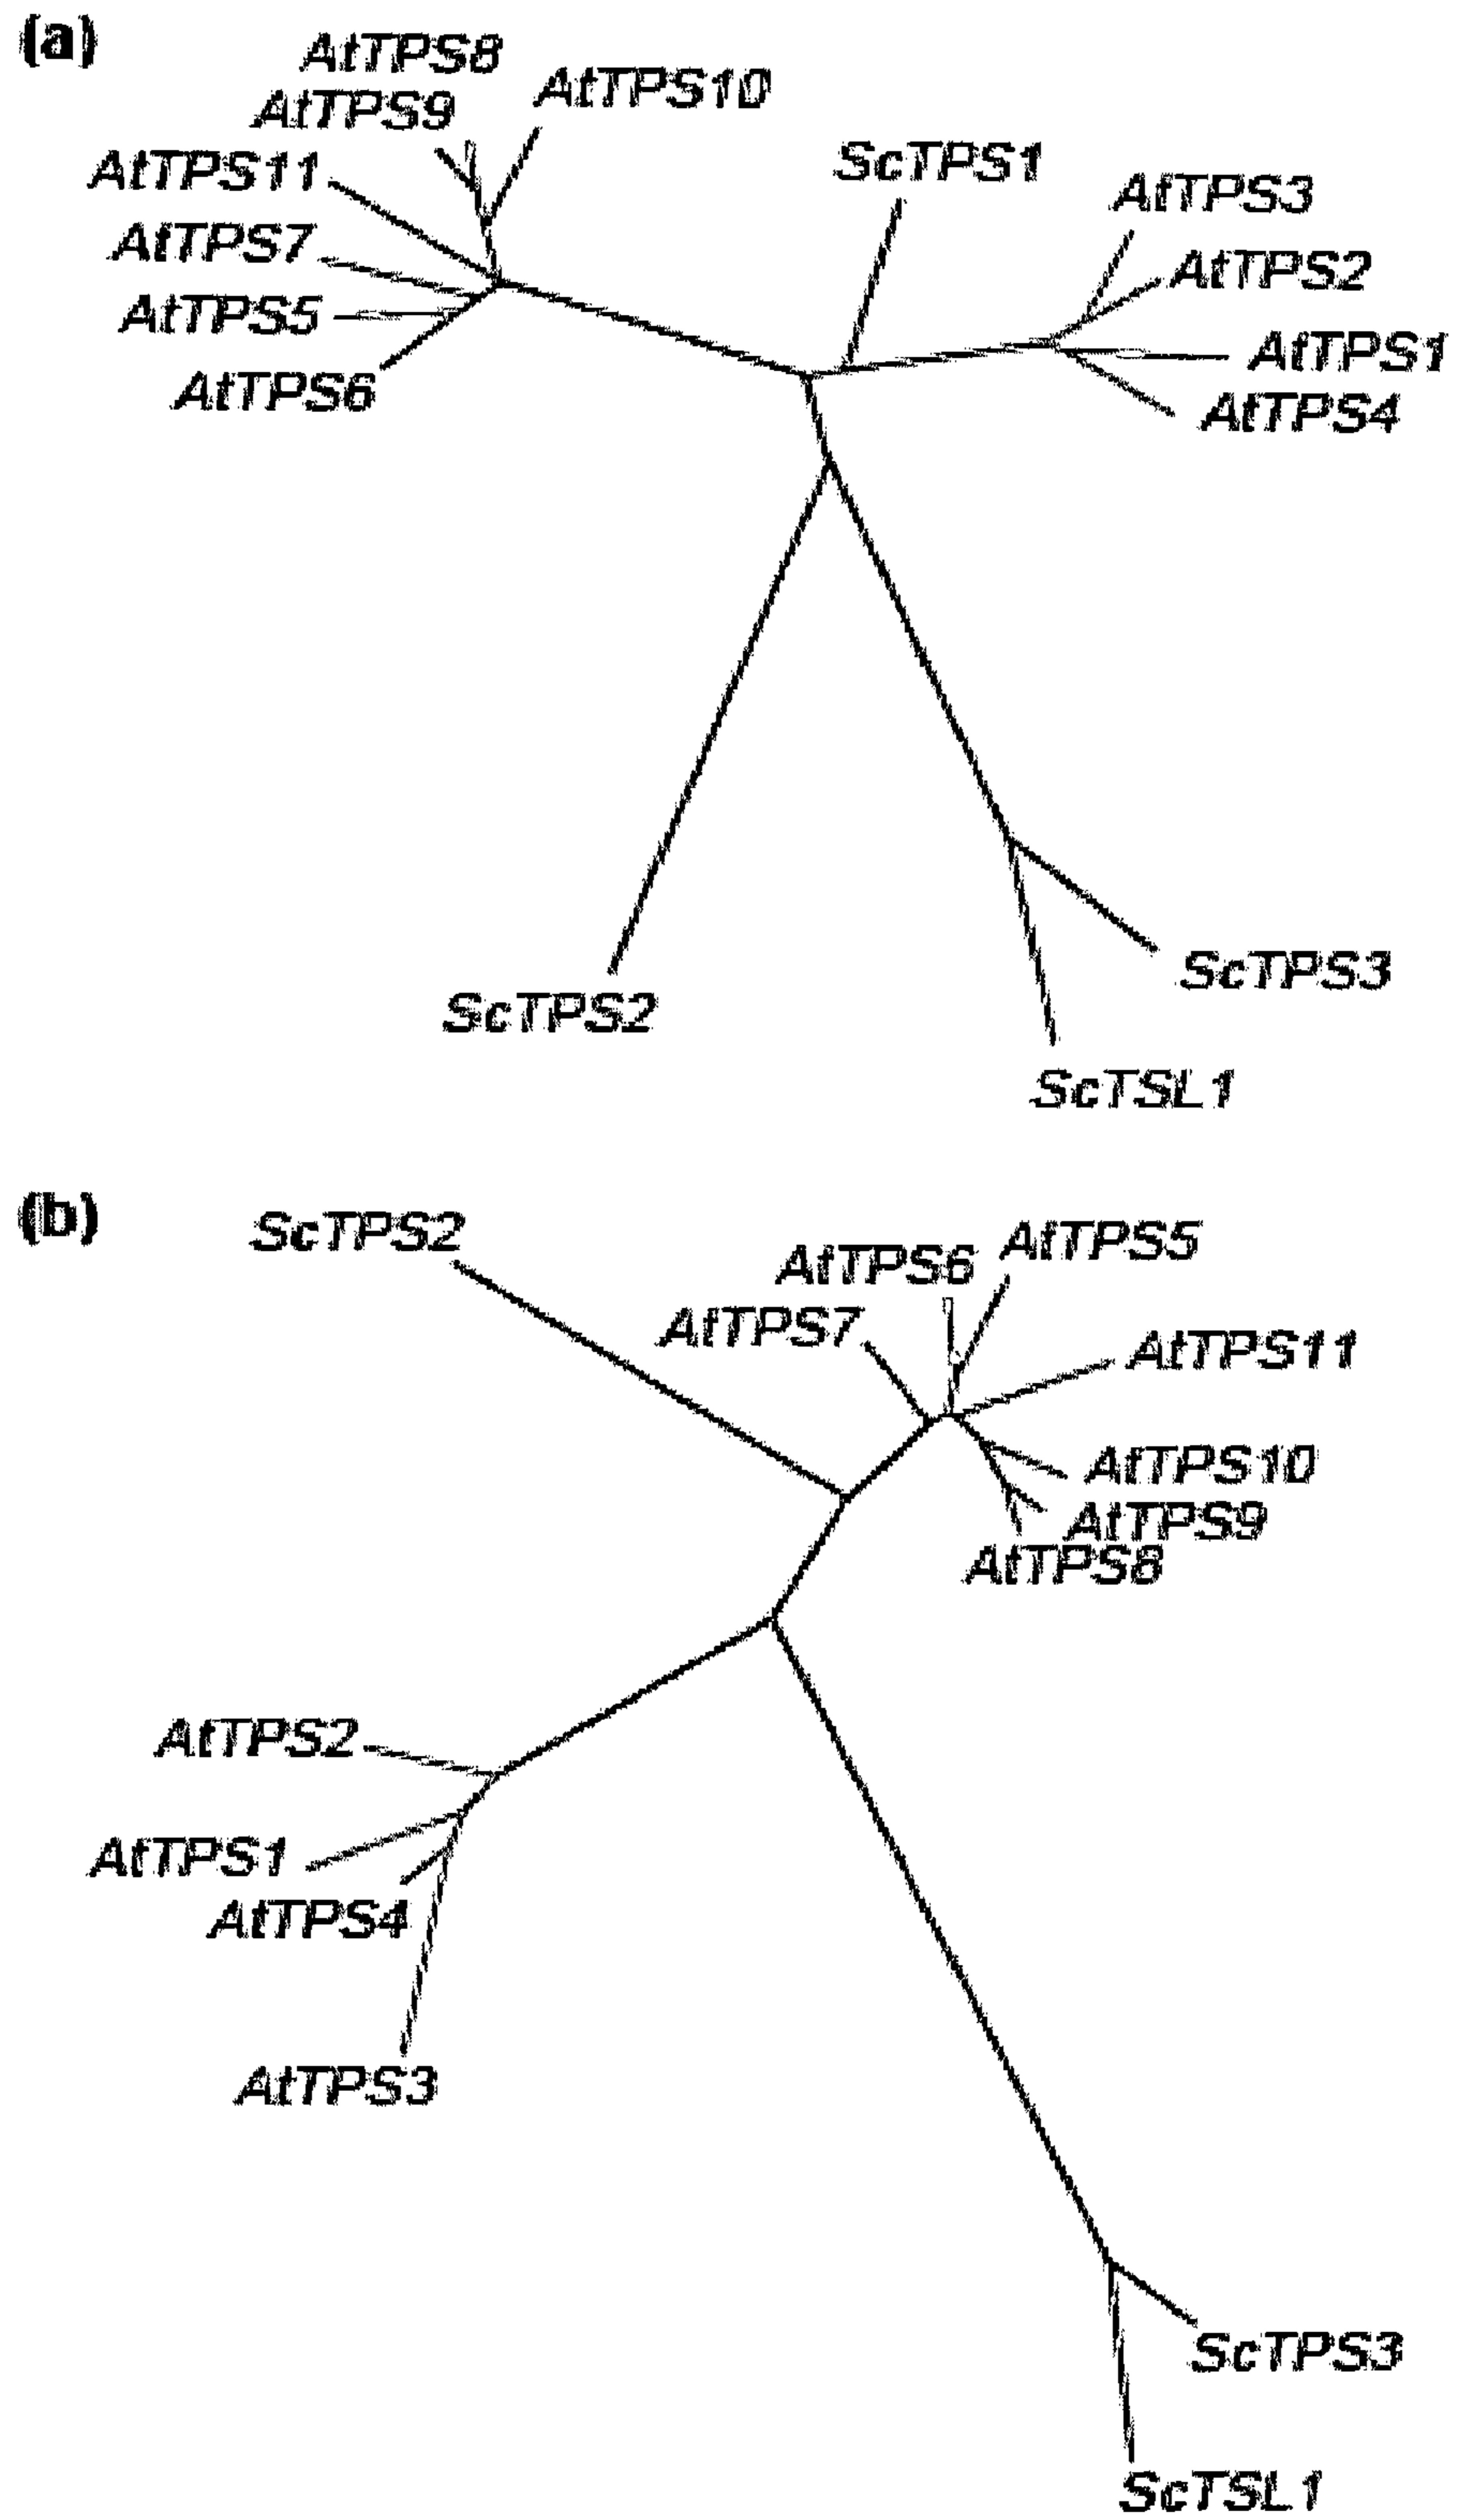 (a)
AtTPS8
AtTPS10
AtTPS9
ScTPS1
AtTPS11
AtTPS3
AtTPS7
AtTPS2
AtTPS5
AtTPS1
AtTPS6
AtTPS4
ScTPS3
ScTPS2
ScTSL1
(b)
ScTPS2
AtTPS5
AtTPS6
AtTPS7
AtTPS11
AtTPS10
AtTPS9
AtTPS8
AtTPS2
AtTPS1
AtTPS4
AtTPS3
ScTPS3
ScTSL1